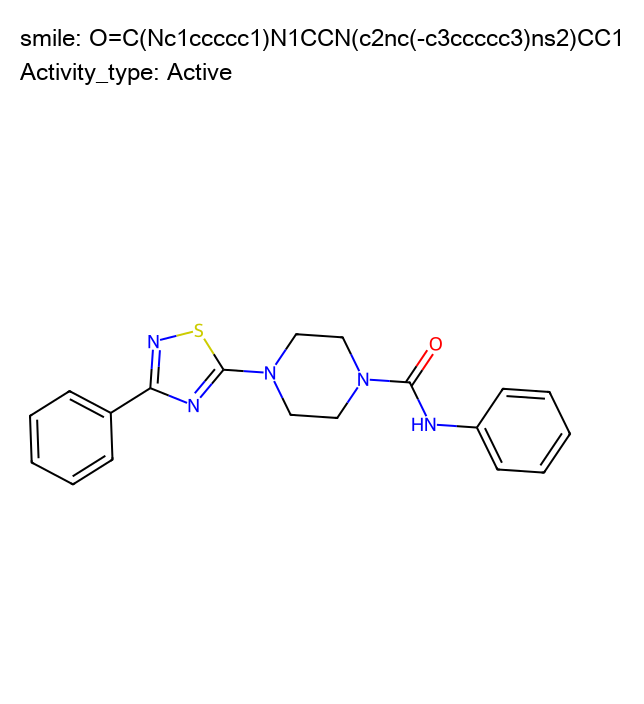 smile: O=C(Nc1ccccc1)N1CCN(c2nc(-c3ccccc3)ns2)CC1
Activity_type: Active
S
N
O
N
N
N
HN